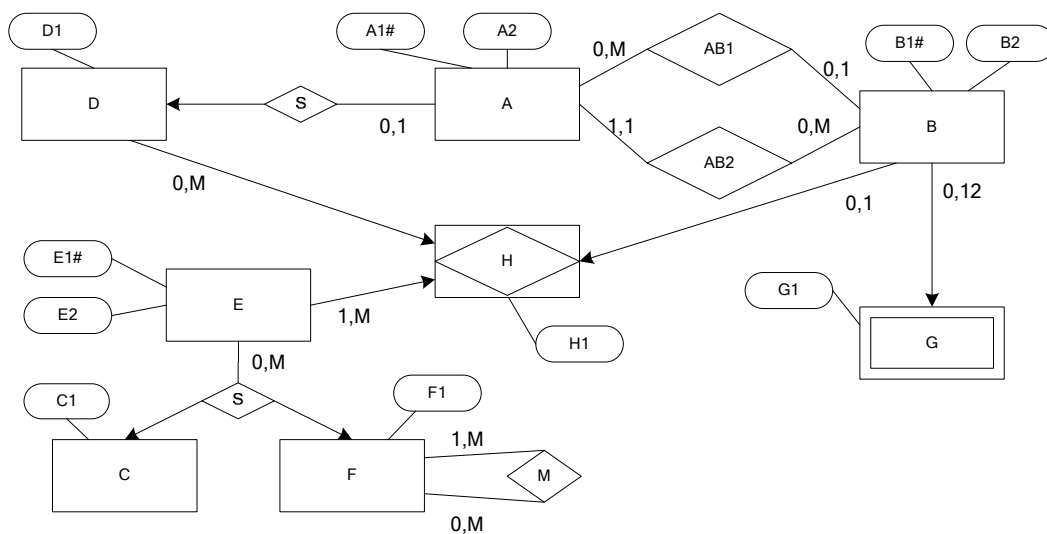 D1
A1#
A2
B1#
B2
0,M
AB1
0,1
D
S
A
B
0,1
1,1
AB2
0,M
0,M
0,1
0,12
E1#
H
E
E2
1,M
G1
H1
G
0,M
C1
S
F1
1,M
C
F
M
0,M